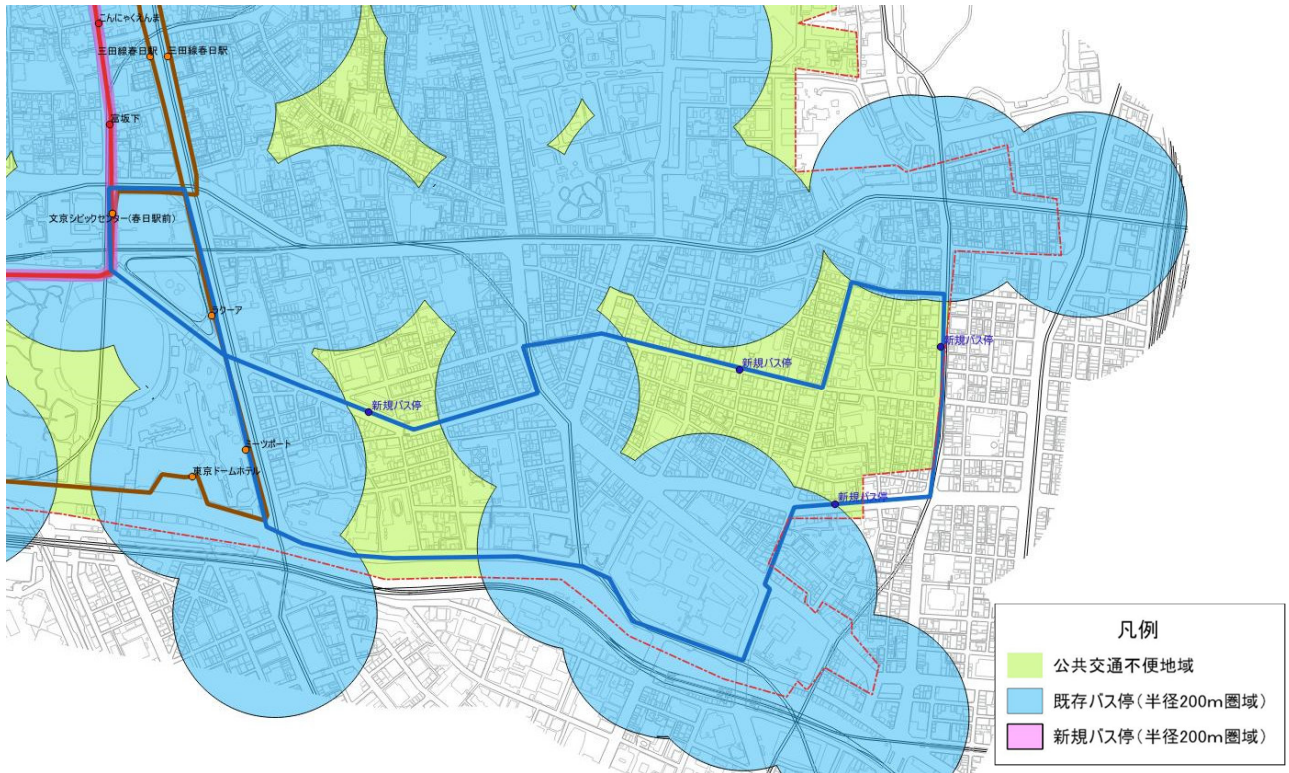 こんにゃくえんま
三田線春日駅
三田線春日駅
富坂下
文京シビックセンター(春日駅前)
ラクーア
新規バス停
新規バス停
新規バス停
ミーツポート
東京ドームホテル
新規バス停
凡例
公共交通不便地域
既存バス停(半径200m圏域)
新規バス停(半径200m圏域)